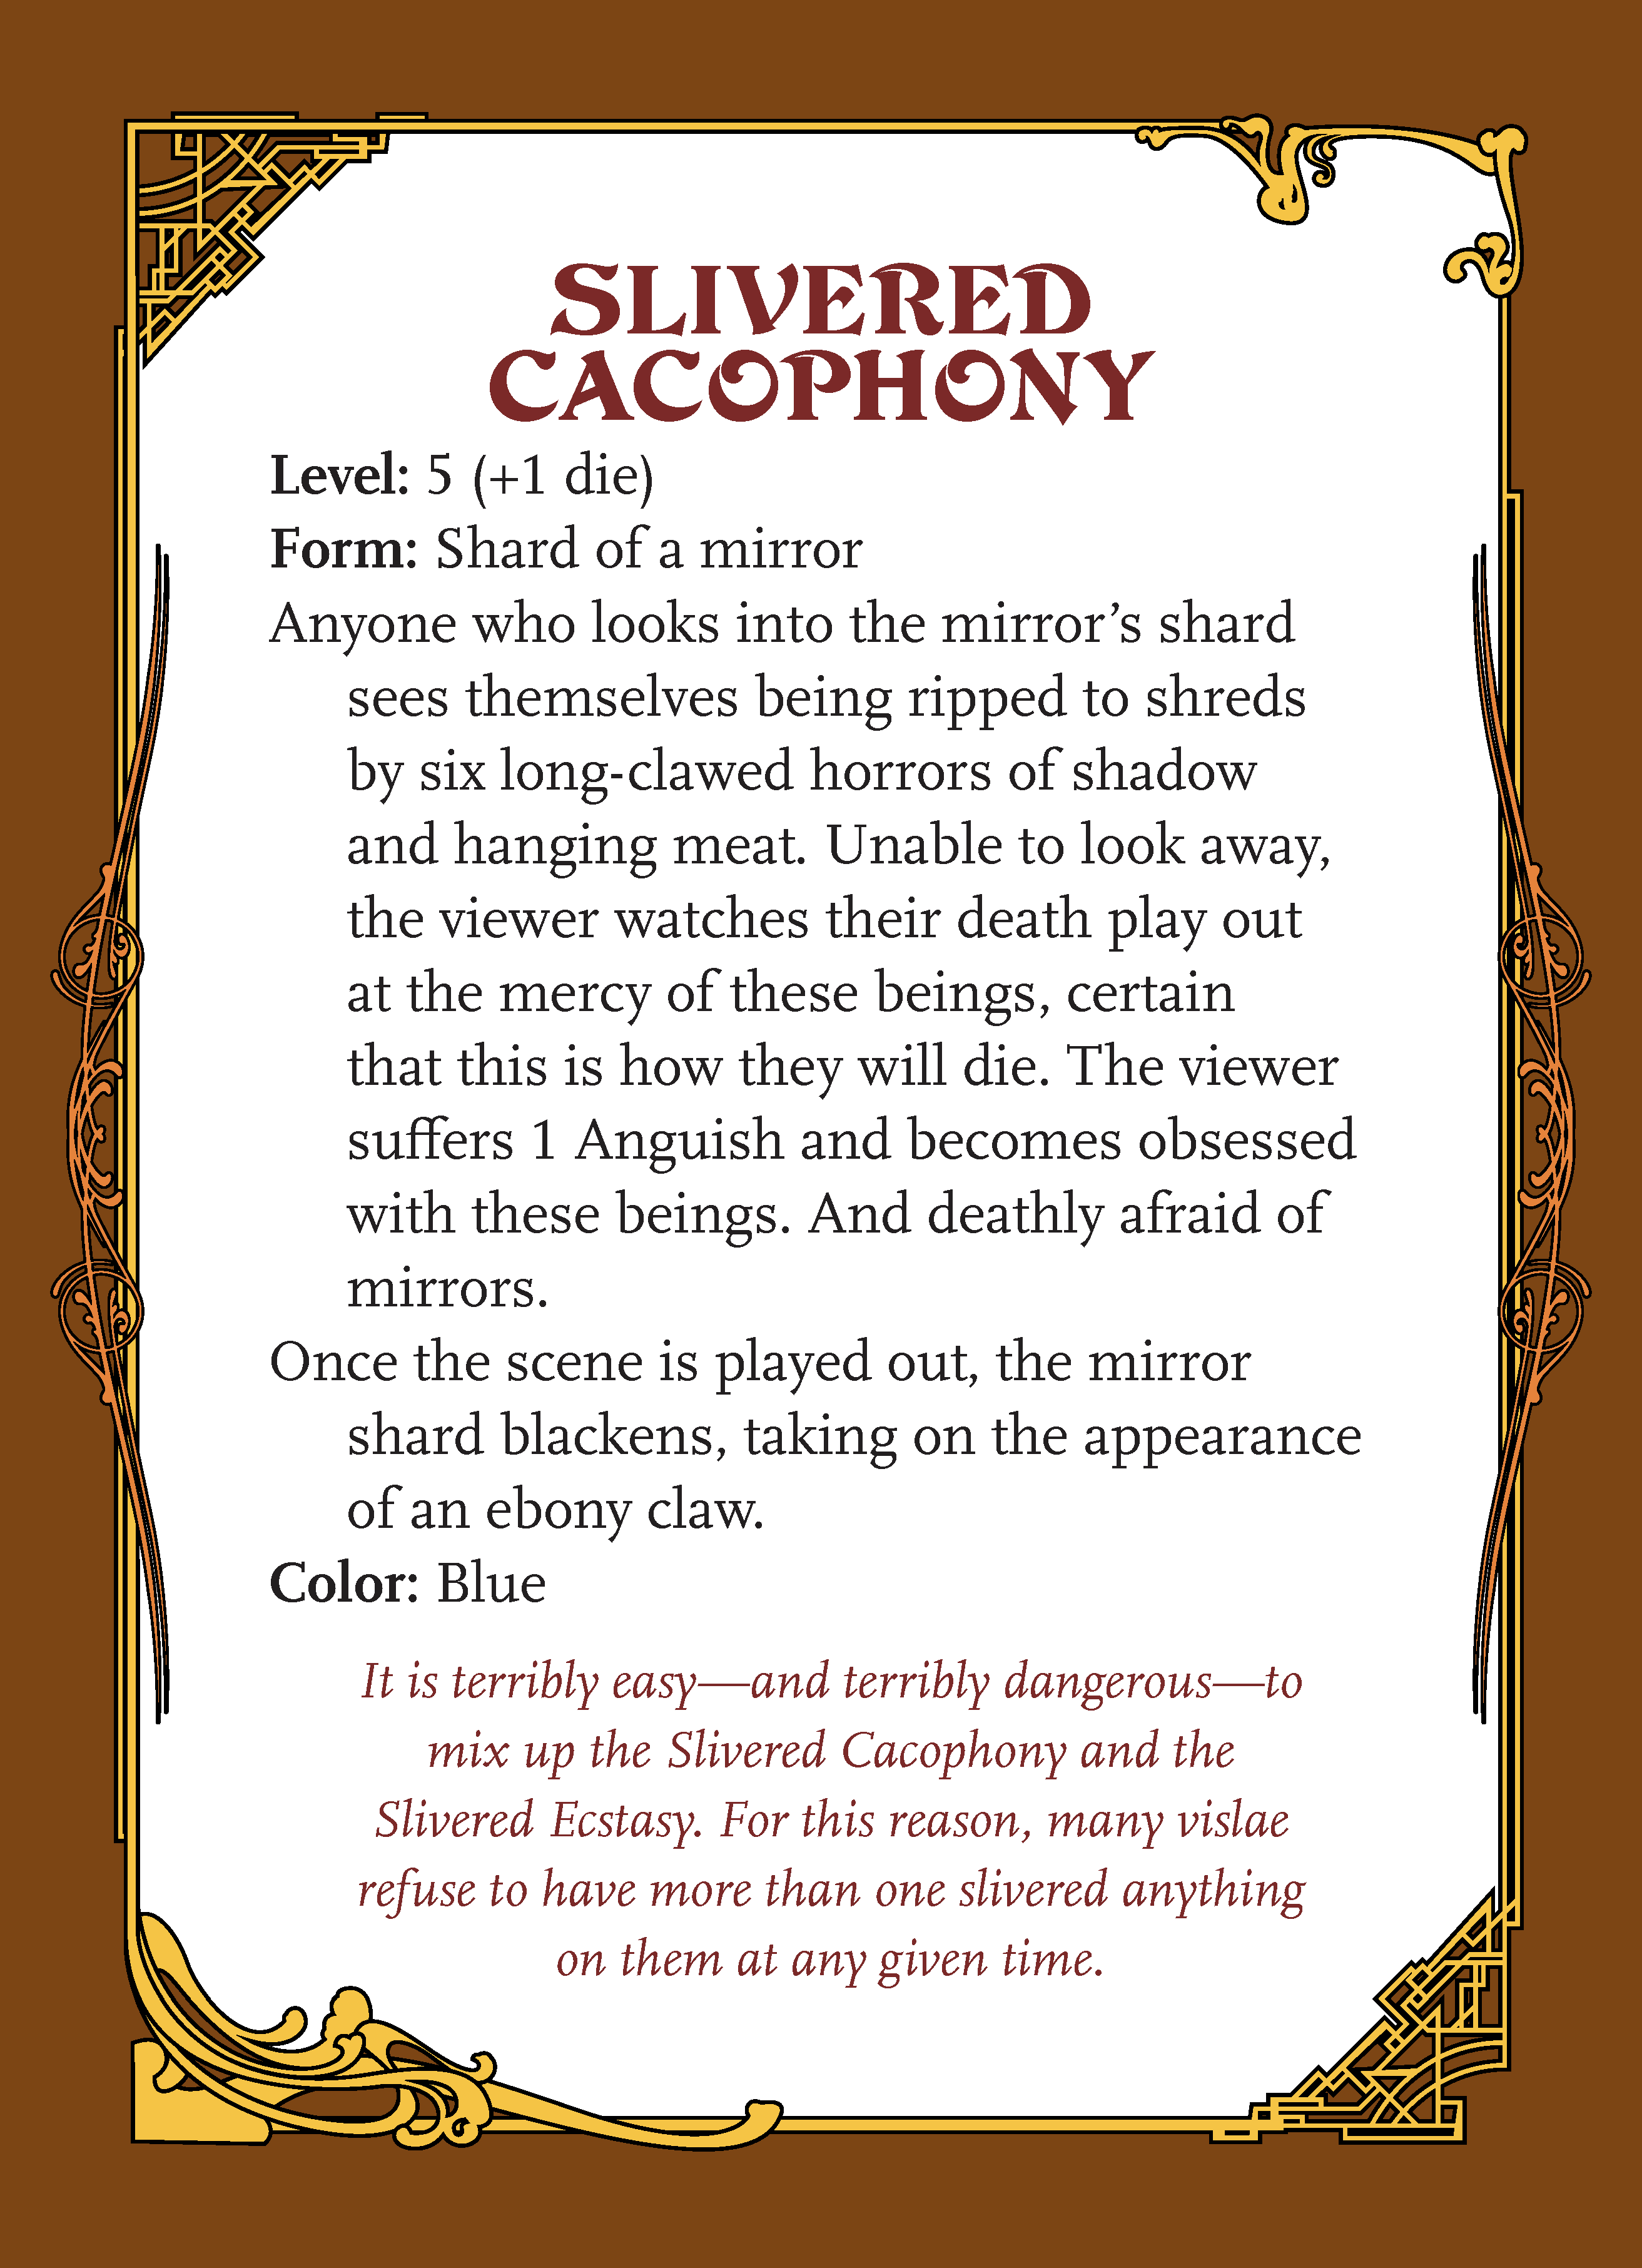 SLIVERED
CACOPHONY
Level: 5 (+1 die)
Form: Shard of a mirror
Anyone who looks into the mirror’s shard
sees themselves being ripped to shreds
by six long-clawed horrors of shadow
and hanging meat. Unable to look away,
the viewer watches their death play out
at the mercy of these beings, certain
that this is how they will die. The viewer
suffers 1 Anguish and becomes obsessed
with these beings. And deathly afraid of
mirrors.
Once the scene is played out, the mirror
shard blackens, taking on the appearance
of an ebony claw.
Color: Blue
It is terribly easy—and terribly dangerous—to
mix up the Slivered Cacophony and the
Slivered Ecstasy. For this reason, many vislae
refuse to have more than one slivered anything
on them at any given time.